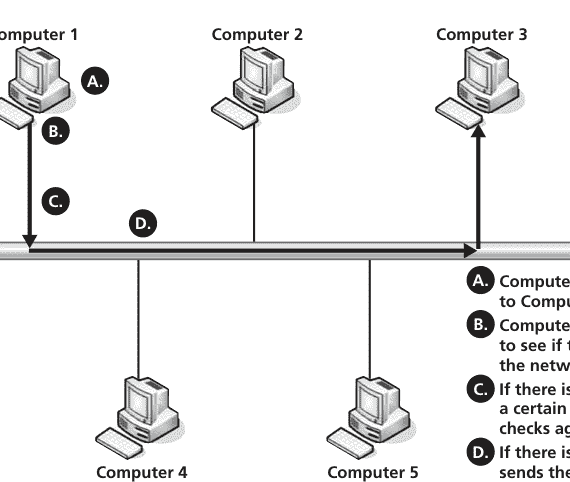 omputer 1
Computer 2
Computer 3
A.
B.
C.
D.
A. Compute
to Compu
B. Compute
to see if t
the netw
C. If there is
a certain
checks ag
D. If there is
sends the
Computer 4
Computer 5